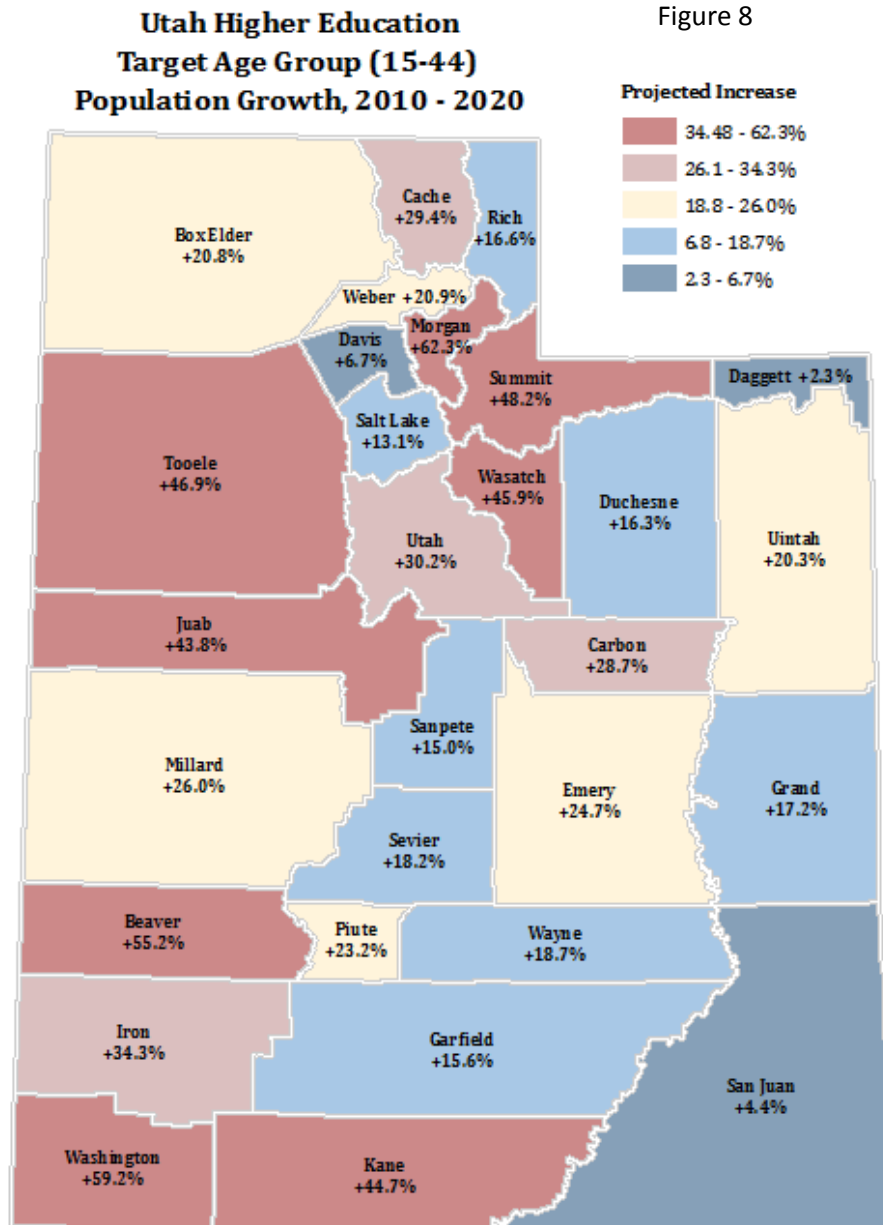 Utah Higher Education
Target Age Group (15-44)
Population Growth, 2010 - 2020
Figure 8
Projected Increase
34.48 - 62.3%
26.1 - 34.3%
18.8 - 26.0%
6.8 - 18.7%
2.3 - 6.7%
Cache
+29.4%
Rich
+16.6%
BoxElder
+20.8%
Weber +20.9%
Morgan
+62.3%
Davis
+6.7%
Summit
+48.2%
Daggett +2.3%
Salt Lake
+13.1%
Tooele
+46.9%
Wasatch
+45.9%
Duchesne
+16.3%
Uintah
+20.3%
Utah
+30.2%
Juab
+43.8%
Carbon
+28.7%
Sanpete
+15.0%
Millard
+26.0%
Emery
+24.7%
Grand
+17.2%
Sevier
+18.2%
Beaver
+55.2%
Piute
+23.2%
Wayne
+18.7%
Iron
+34.3%
Garfield
+15.6%
San Juan
+4.4%
Washington
+59.2%
Kane
+44.7%